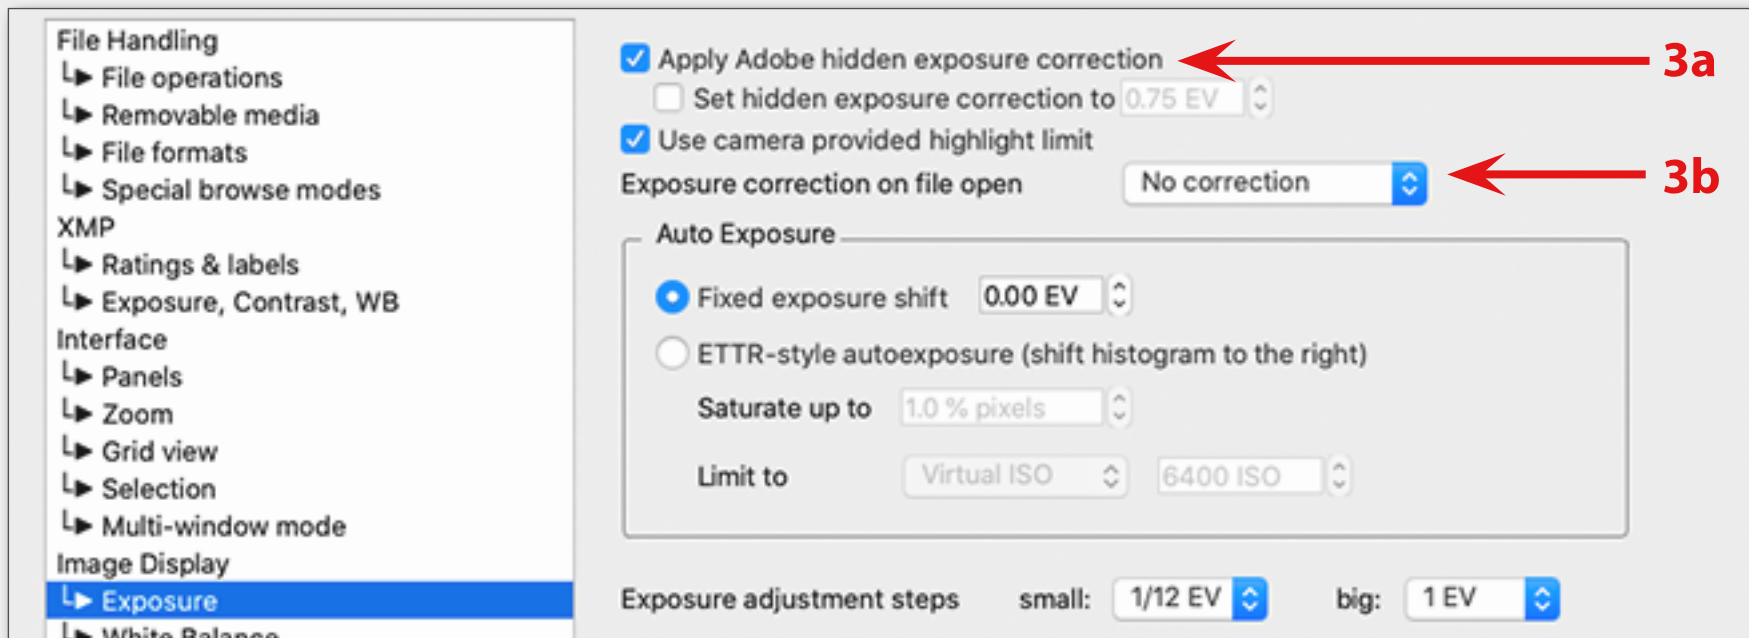 File Handling
File operations
Removable media
File formats
Special browse modes
XMP
Ratings & labels
Exposure, Contrast, WB
Interface
Panels
Zoom
Grid view
Selection
Multi-window mode
Image Display
Exposure
White Balance
Apply Adobe hidden exposure correction
3a
Set hidden exposure correction to 0.75 EV
Use camera provided highlight limit
Exposure correction on file open No correction
3b
Auto Exposure
Fixed exposure shift 0.00 EV
ETTR-style autoexposure (shift histogram to the right)
Saturate up to 1.0 % pixels
Limit to Virtual ISO 6400 ISO
Exposure adjustment steps small: 1/12 EV big: 1 EV